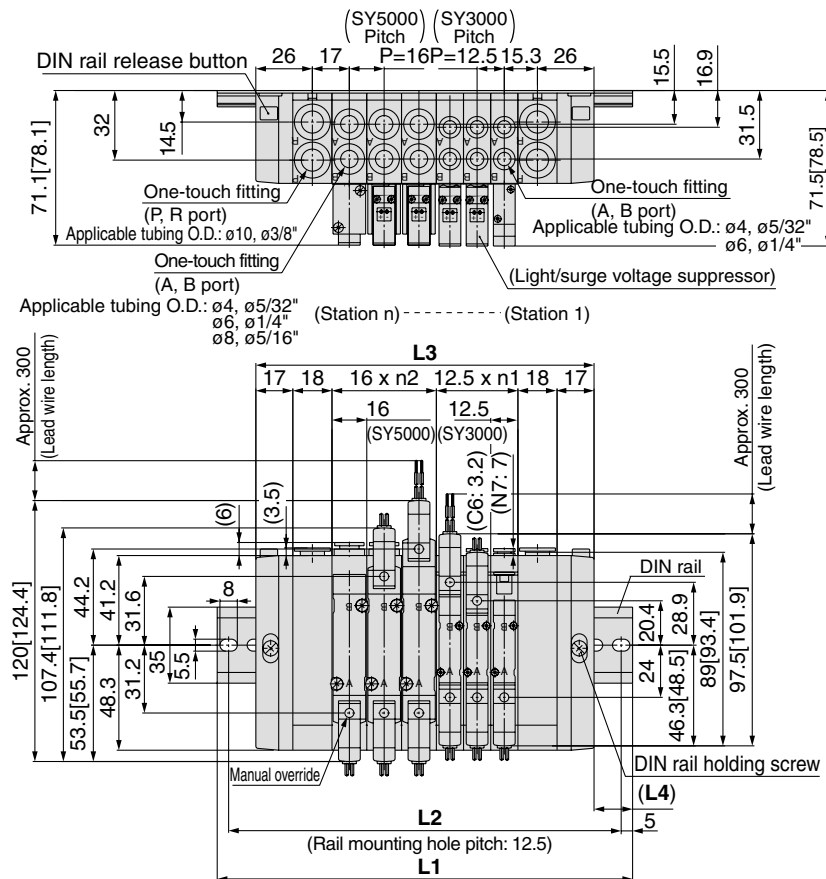 (SY5000 Pitch) (SY3000 Pitch)
DIN rail release button
26 17 P=16 P=12.5 15.3 26
15.5
16.9
71.1[78.1]
32
14.5
31.5
71.5[78.5]
R R
A A A A A A
P B B B B B B P
One-touch fitting
(P, R port)
Applicable tubing O.D.: ø10, ø3/8"
One-touch fitting
(A, B port)
Applicable tubing O.D.: ø4, ø5/32"
ø6, ø1/4"
One-touch fitting
(A, B port)
Applicable tubing O.D.: ø4, ø5/32"
ø6, ø1/4"
ø8, ø5/16"
(Light/surge voltage suppressor)
(Station n) - - - - - - - - - - (Station 1)
L3
17 18 16 x n2 12.5 x n1 18 17
16 12.5
(SY5000) (SY3000)
Approx. 300
(Lead wire length)
Approx. 300
(Lead wire length)
(6)
(3.5)
(C6: 3.2)
(N7: 7)
120[124.4]
107.4[111.8]
53.5[55.7]
44.2
41.2
31.6
48.3
31.2
35
5.5
8
DIN rail
20.4
28.9
24
46.3[48.5]
89[93.4]
97.5[101.9]
B B B B B
A A A A A
Manual override
DIN rail holding screw
(L4)
L2
5
(Rail mounting hole pitch: 12.5)
L1